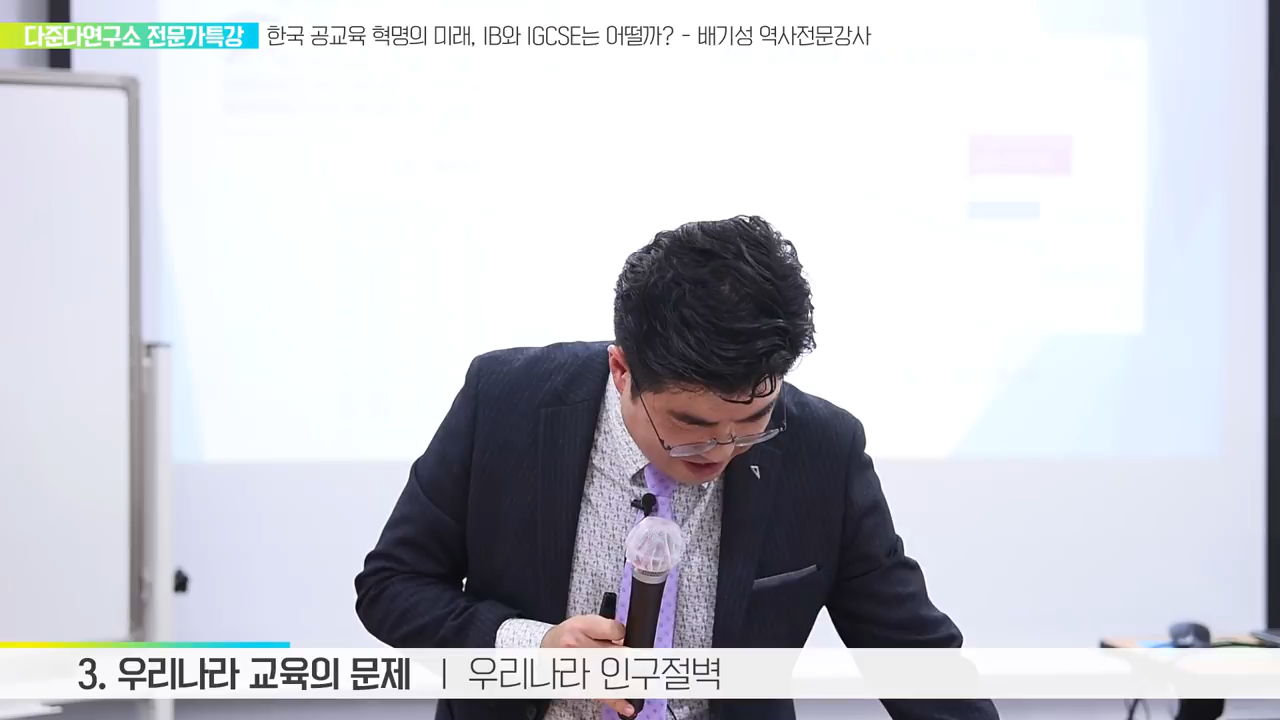 다준다연구소 전문가특강 한국 공교육 혁명의 미래, IB와 IGCSE는 어떨까? - 배기성 역사전문강사
3. 우리나라 교육의 문제 | 우리나라 인구절벽